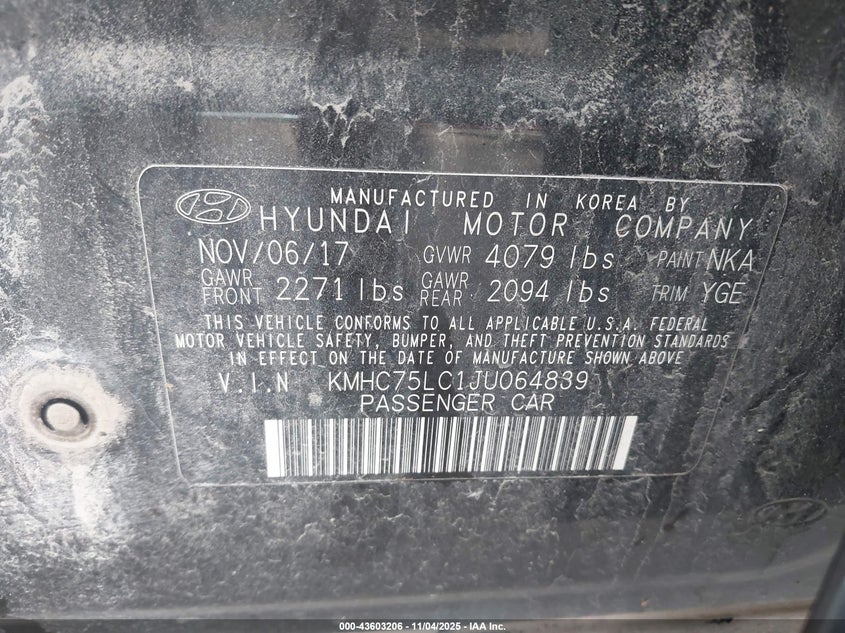 MANUFACTURED IN KOREA BY
HYUNDAI MOTOR COMPANY
NOV/06/17 GVWR 4079 lbs PAINT NKA
GAWR FRONT 2271 lbs GAWR REAR 2094 lbs TRIM YGE
THIS VEHICLE CONFORMS TO ALL APPLICABLE U.S.A. FEDERAL
MOTOR VEHICLE SAFETY, BUMPER, AND THEFT PREVENTION STANDARDS
IN EFFECT ON THE DATE OF MANUFACTURE SHOWN ABOVE
V.I.N KMHC75LC1JU064839
PASSENGER CAR
000-43603206 - 11/04/2025 - IAA Inc.